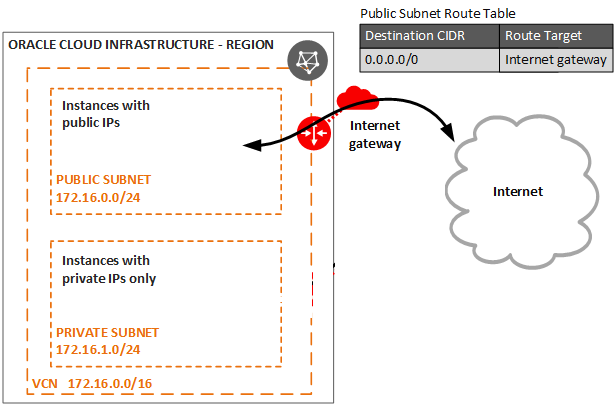 Public Subnet Route Table
Destination CIDR Route Target
0.0.0.0/0 Internet gateway
ORACLE CLOUD INFRASTRUCTURE - REGION
Instances with
public IPs
PUBLIC SUBNET
172.16.0.0/24
Internet
gateway
Internet
Instances with
private IPs only
PRIVATE SUBNET
172.16.1.0/24
VCN 172.16.0.0/16